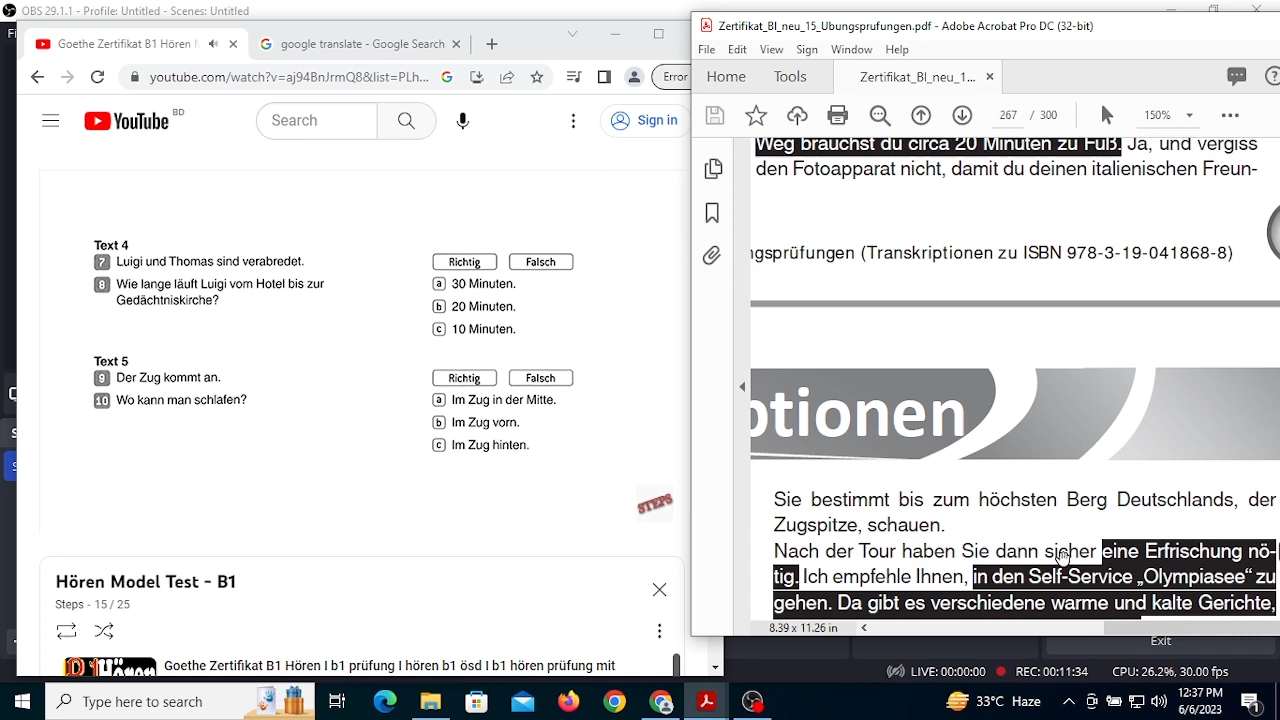 OBS 29.1.1 - Profile: Untitled - Scenes: Untitled
Goethe Zertifikat B1 Hören
google translate - Google Search
youtube.com/watch?v=aj94BnJrmQ8&list=PLh...
Error
YouTube BD
Search
Sign in
Text 4
7 Luigi und Thomas sind verabredet.
Richtig Falsch
8 Wie lange läuft Luigi vom Hotel bis zur
Gedächtniskirche?
a 30 Minuten.
b 20 Minuten.
c 10 Minuten.
Text 5
9 Der Zug kommt an.
Richtig Falsch
10 Wo kann man schlafen?
a Im Zug in der Mitte.
b Im Zug vorn.
c Im Zug hinten.
STEPS
Hören Model Test - B1
Steps - 15 / 25
B1 Hören
Goethe Zertifikat B1 Hören I b1 prüfung I hören b1 ösd I b1 hören prüfung mit
Zertifikat_BI_neu_15_Ubungsprufungen.pdf - Adobe Acrobat Pro DC (32-bit)
File Edit View Sign Window Help
Home Tools Zertifikat_BI_neu_1...
267 / 300 150%
Weg brauchst du circa 20 Minuten zu Fuß. Ja, und vergiss
den Fotoapparat nicht, damit du deinen italienischen Freun-
ngsprüfungen (Transkriptionen zu ISBN 978-3-19-041868-8)
ptionen
Sie bestimmt bis zum höchsten Berg Deutschlands, der
Zugspitze, schauen.
Nach der Tour haben Sie dann sicher eine Erfrischung nö-
tig. Ich empfehle Ihnen, in den Self-Service „Olympiasee“ zu
gehen. Da gibt es verschiedene warme und kalte Gerichte,
8.39 x 11.26 in
Exit
LIVE: 00:00:00 REC: 00:11:34 CPU: 26.2%, 30.00 fps
Type here to search
33°C Haze
12:37 PM
6/6/2023
1